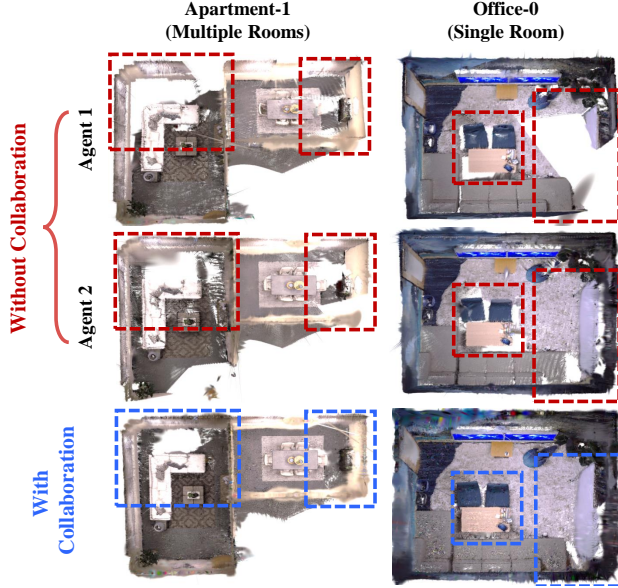 Apartment-1
(Multiple Rooms)
Office-0
(Single Room)
Without Collaboration
Agent 1
Agent 2
With
Collaboration